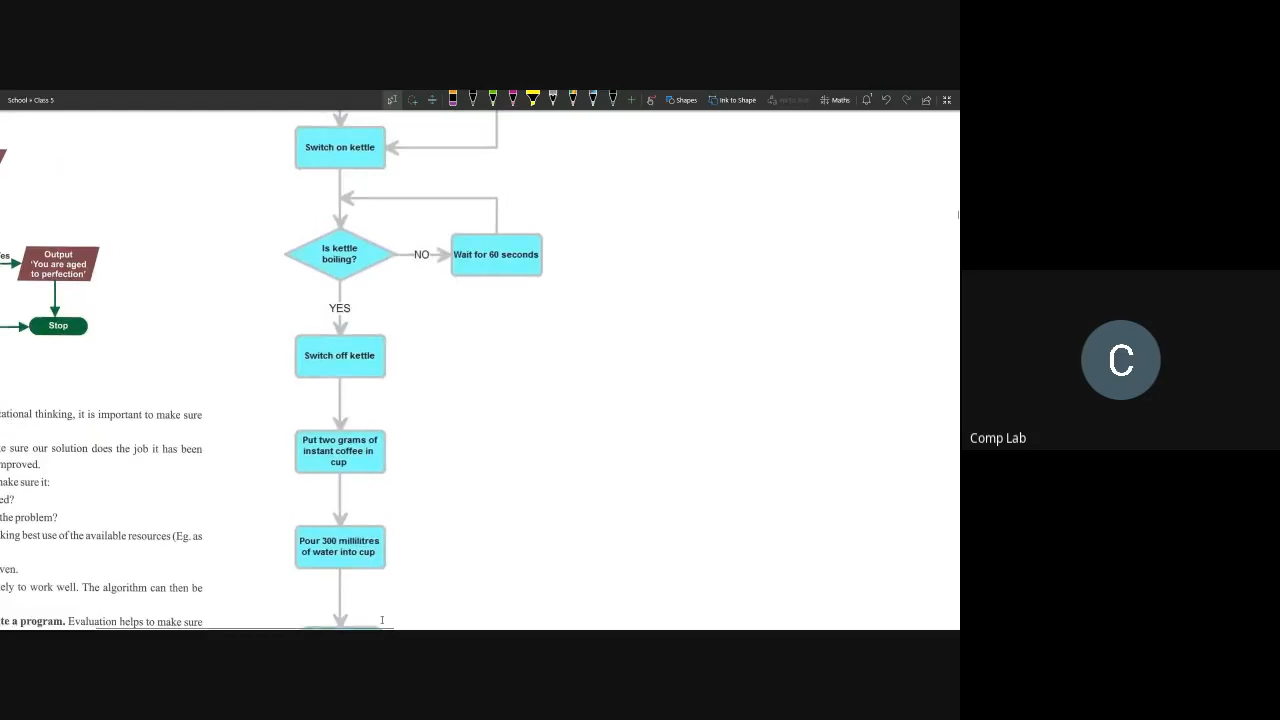 School » Class 5
Shapes
Ink to Shape
Maths
Switch on kettle
Is kettle
boiling?
NO
Wait for 60 seconds
YES
Switch off kettle
Put two grams of
instant coffee in
cup
Pour 300 millilitres
of water into cup
Output
'You are aged
to perfection'
Stop
tational thinking, it is important to make sure
e sure our solution does the job it has been
mproved.
nake sure it:
ed?
the problem?
king best use of the available resources (Eg. as
ven.
ely to work well. The algorithm can then be
te a program. Evaluation helps to make sure
C
Comp Lab